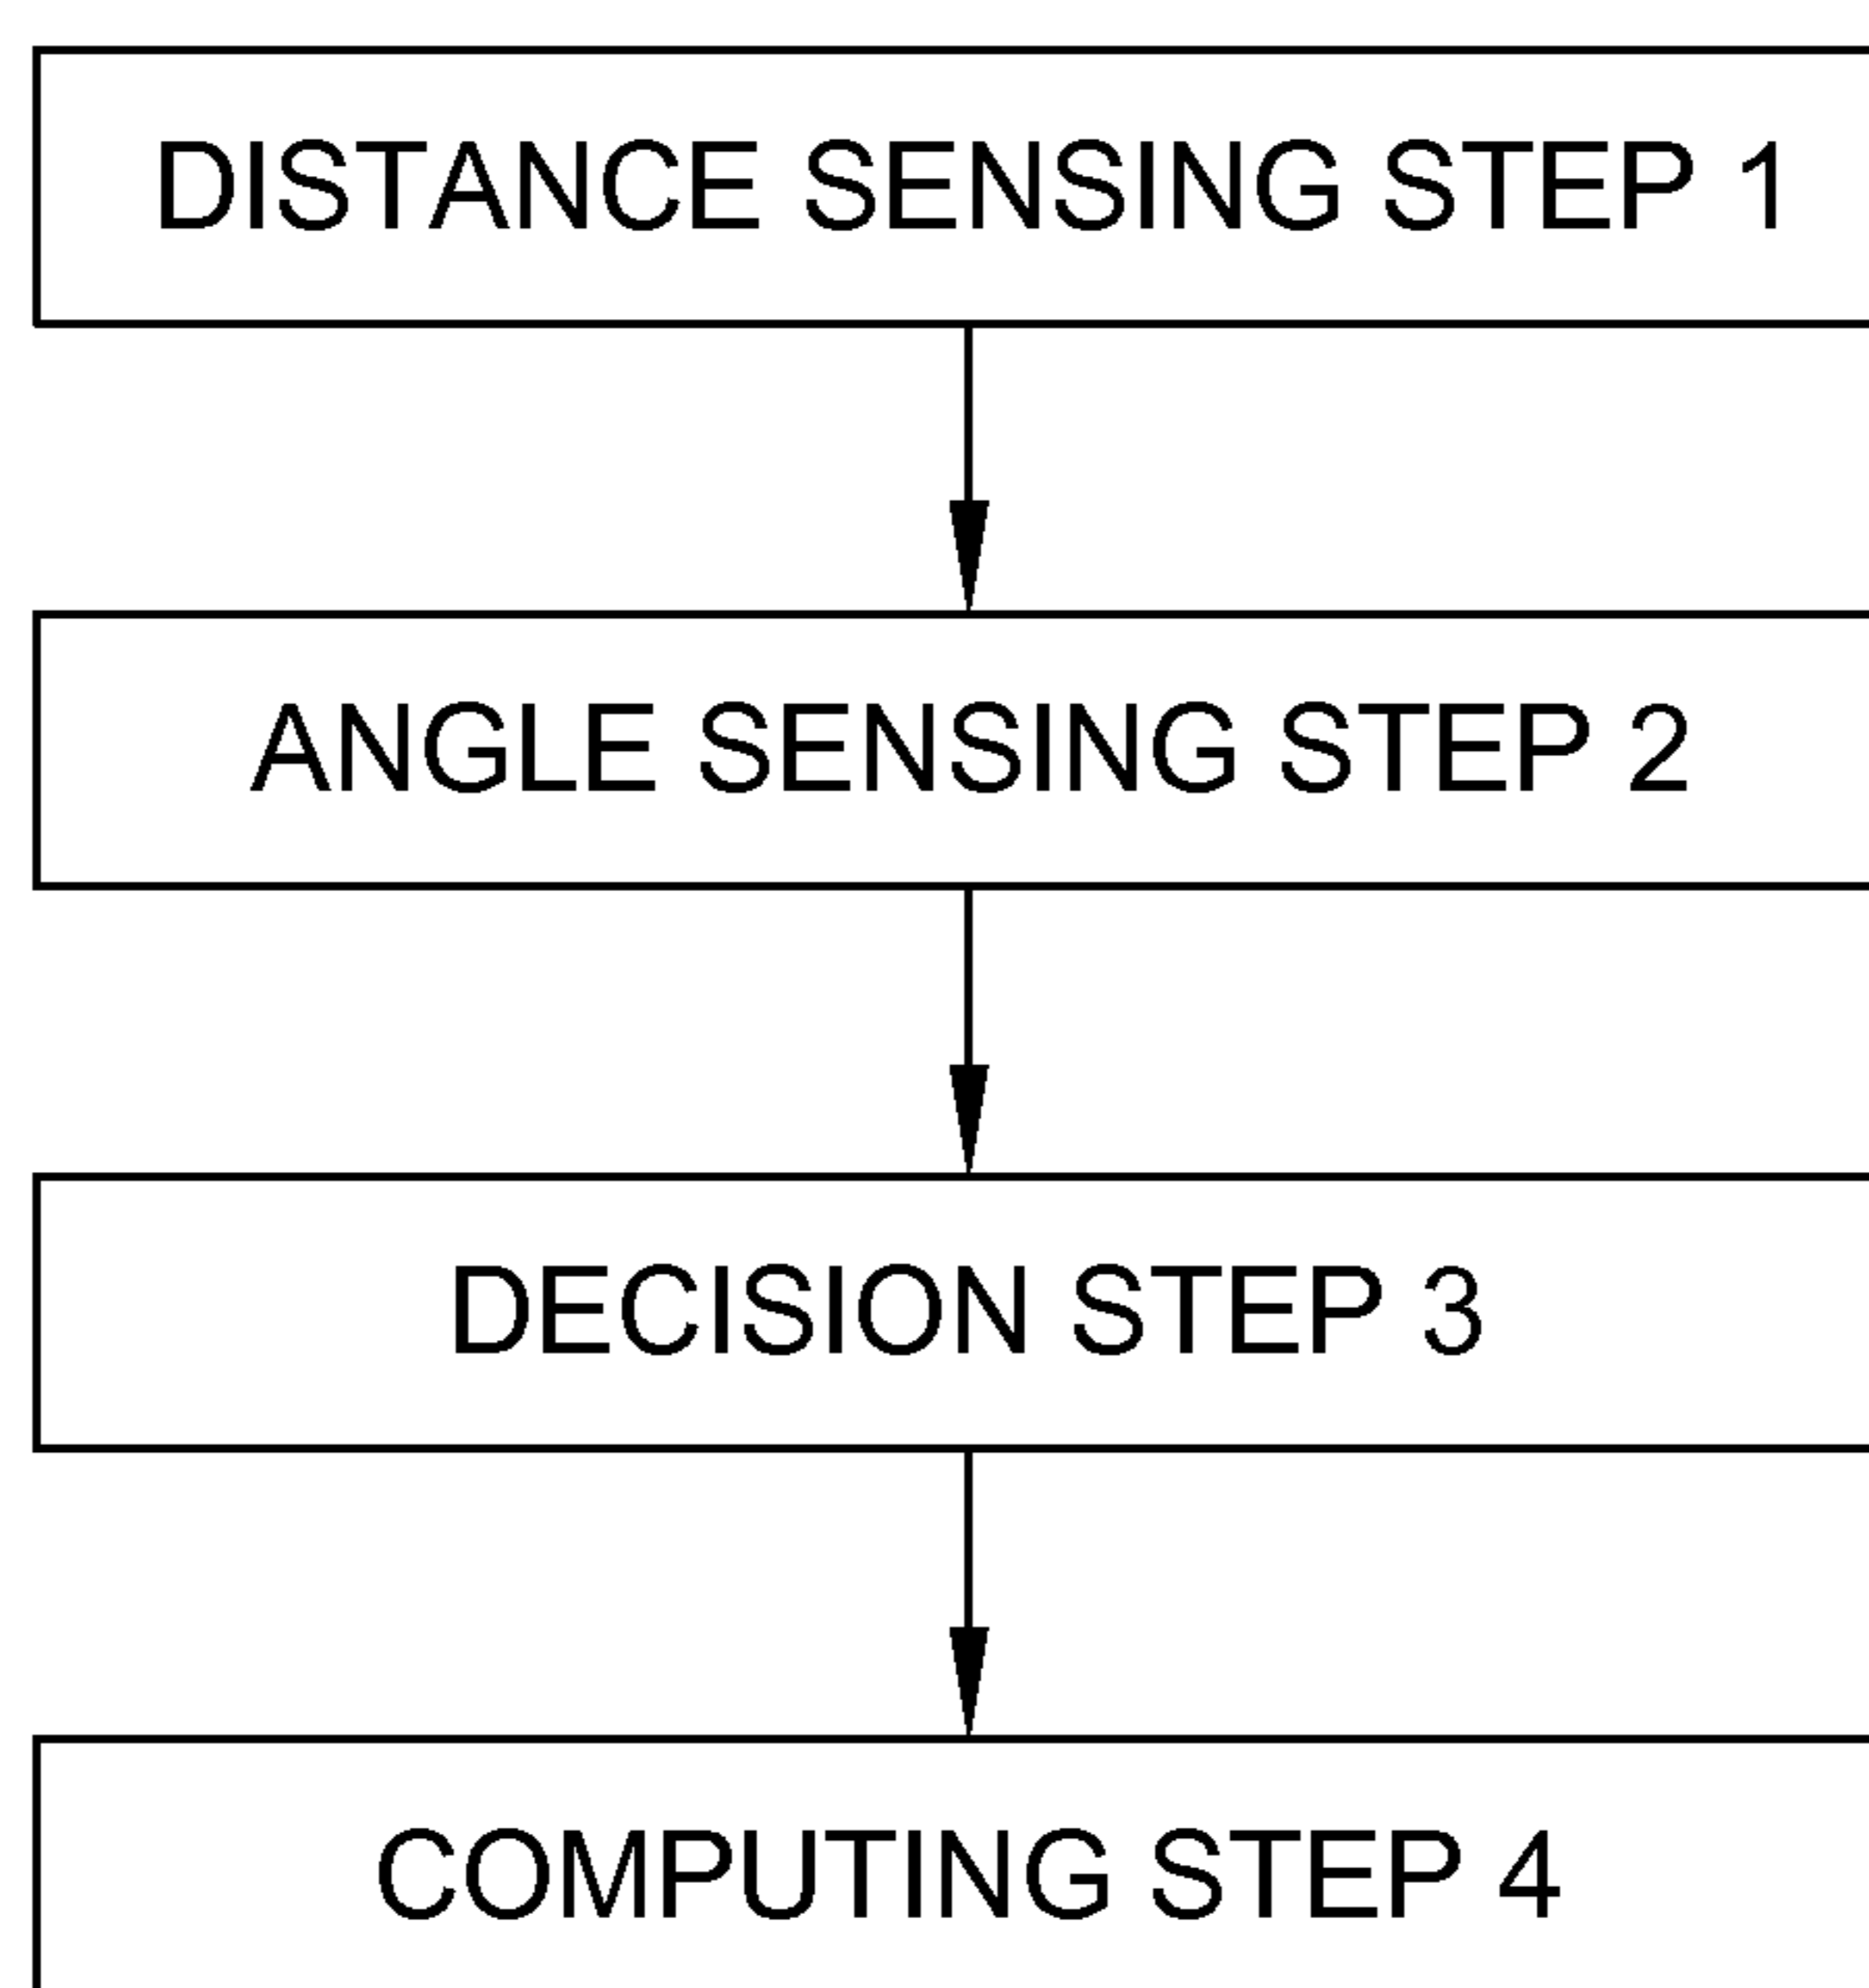 DISTANCE SENSING STEP 1
ANGLE SENSING STEP 2
DECISION STEP 3
COMPUTING STEP 4